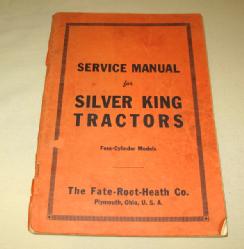 SERVICE MANUAL
for
SILVER KING
TRACTORS
Four-Cylinder Models
The Fate-Root-Heath Co.
Plymouth, Ohio, U. S. A.